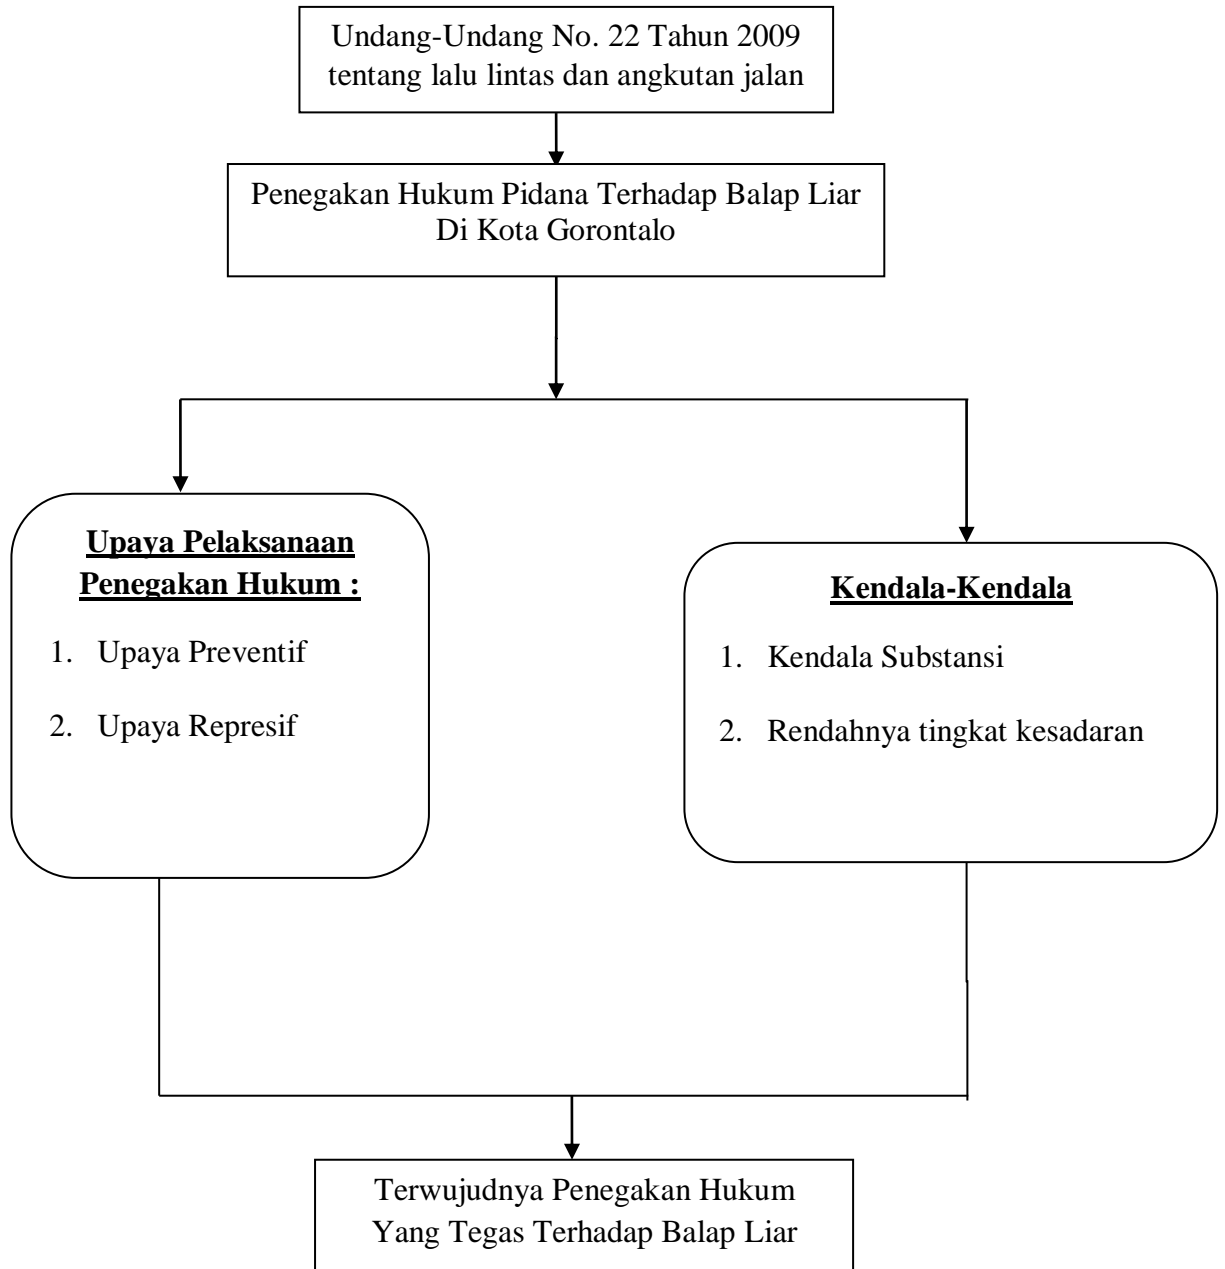 Undang-Undang No. 22 Tahun 2009
tentang lalu lintas dan angkutan jalan
Penegakan Hukum Pidana Terhadap Balap Liar
Di Kota Gorontalo
Upaya Pelaksanaan
Penegakan Hukum :
1. Upaya Preventif
2. Upaya Represif
Kendala-Kendala
1. Kendala Substansi
2. Rendahnya tingkat kesadaran
Terwujudnya Penegakan Hukum
Yang Tegas Terhadap Balap Liar